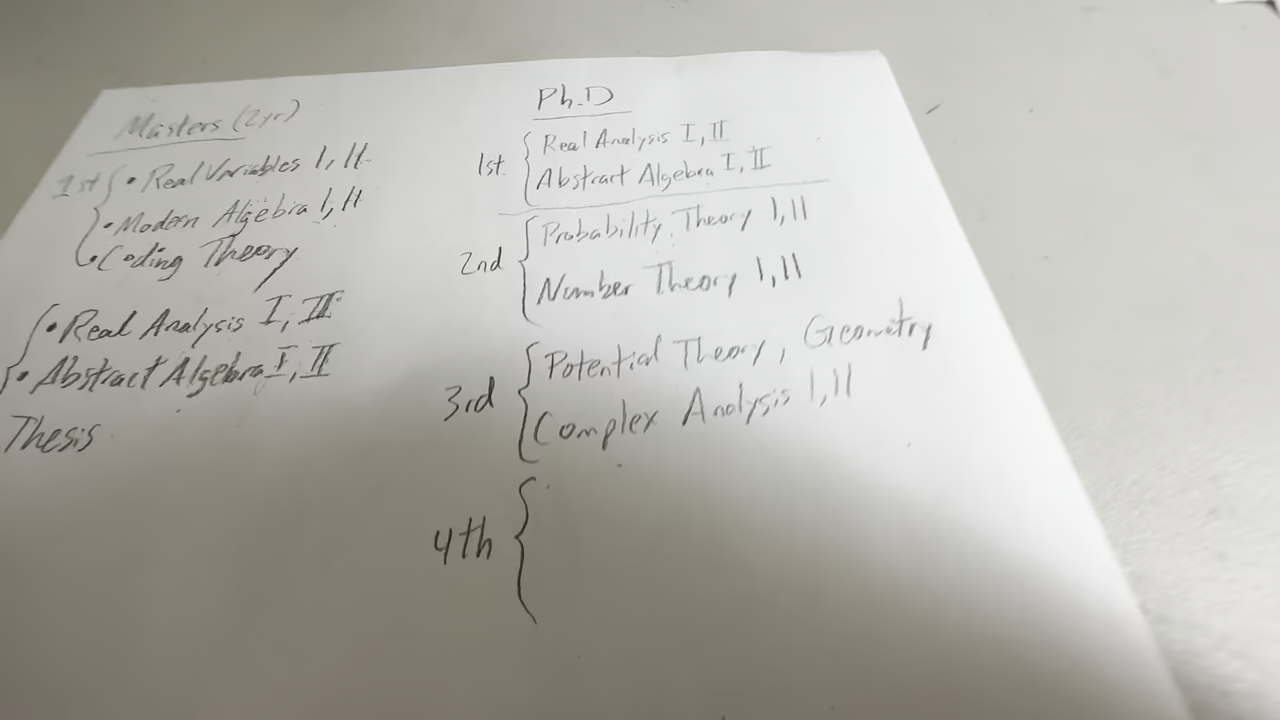 Masters (2yr)
1st
• Real Variables I, II
• Modern Algebra I, II
• Coding Theory
• Real Analysis I, II
• Abstract Algebra I, II
Thesis
Ph.D
1st
Real Analysis I, II
Abstract Algebra I, II
2nd
Probability Theory I, II
Number Theory I, II
3rd
Potential Theory, Geometry
Complex Analysis I, II
4th